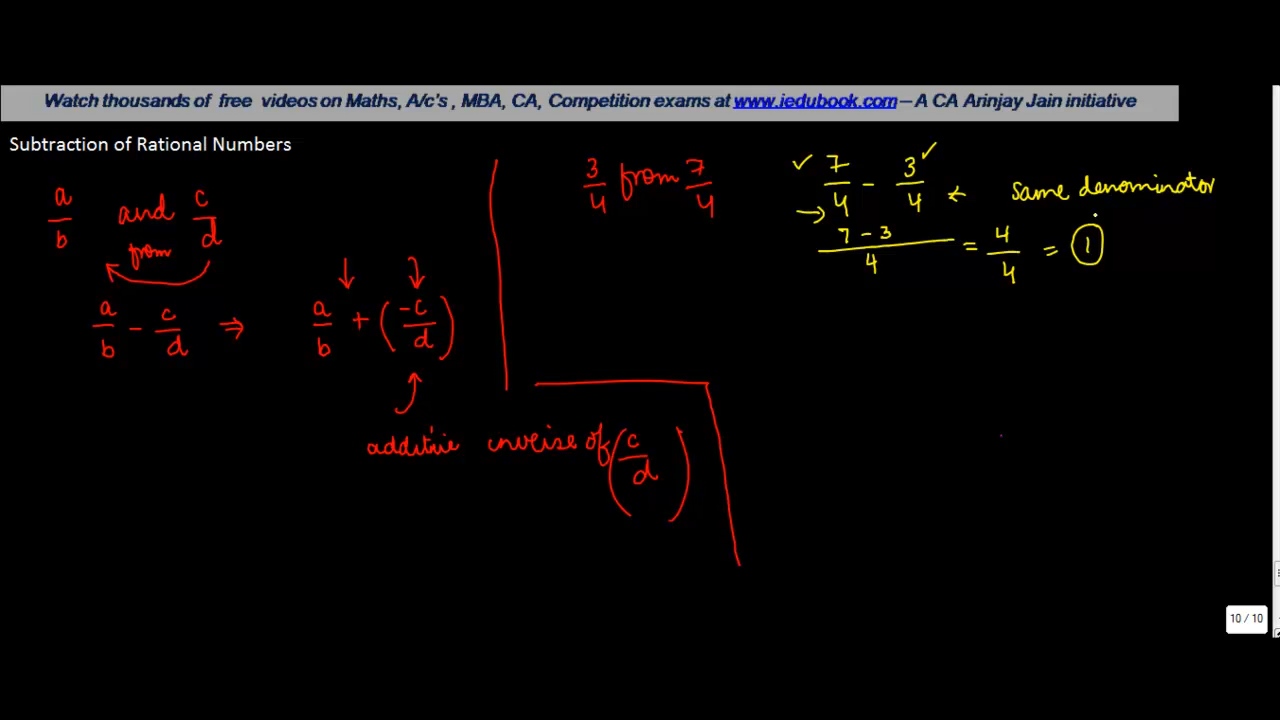 Watch thousands of free videos on Maths, A/c's , MBA, CA, Competition exams at www.iedubook.com – A CA Arinjay Jain initiative
Subtraction of Rational Numbers
a/b and c/d
from
a/b - c/d ⇒ a/b + (-c/d)
additive inverse of (c/d)
3/4 from 7/4
✓ 7/4 - 3/4 ✓ ← same denominator
→ 7 - 3 / 4 = 4/4 = 1
10 / 10